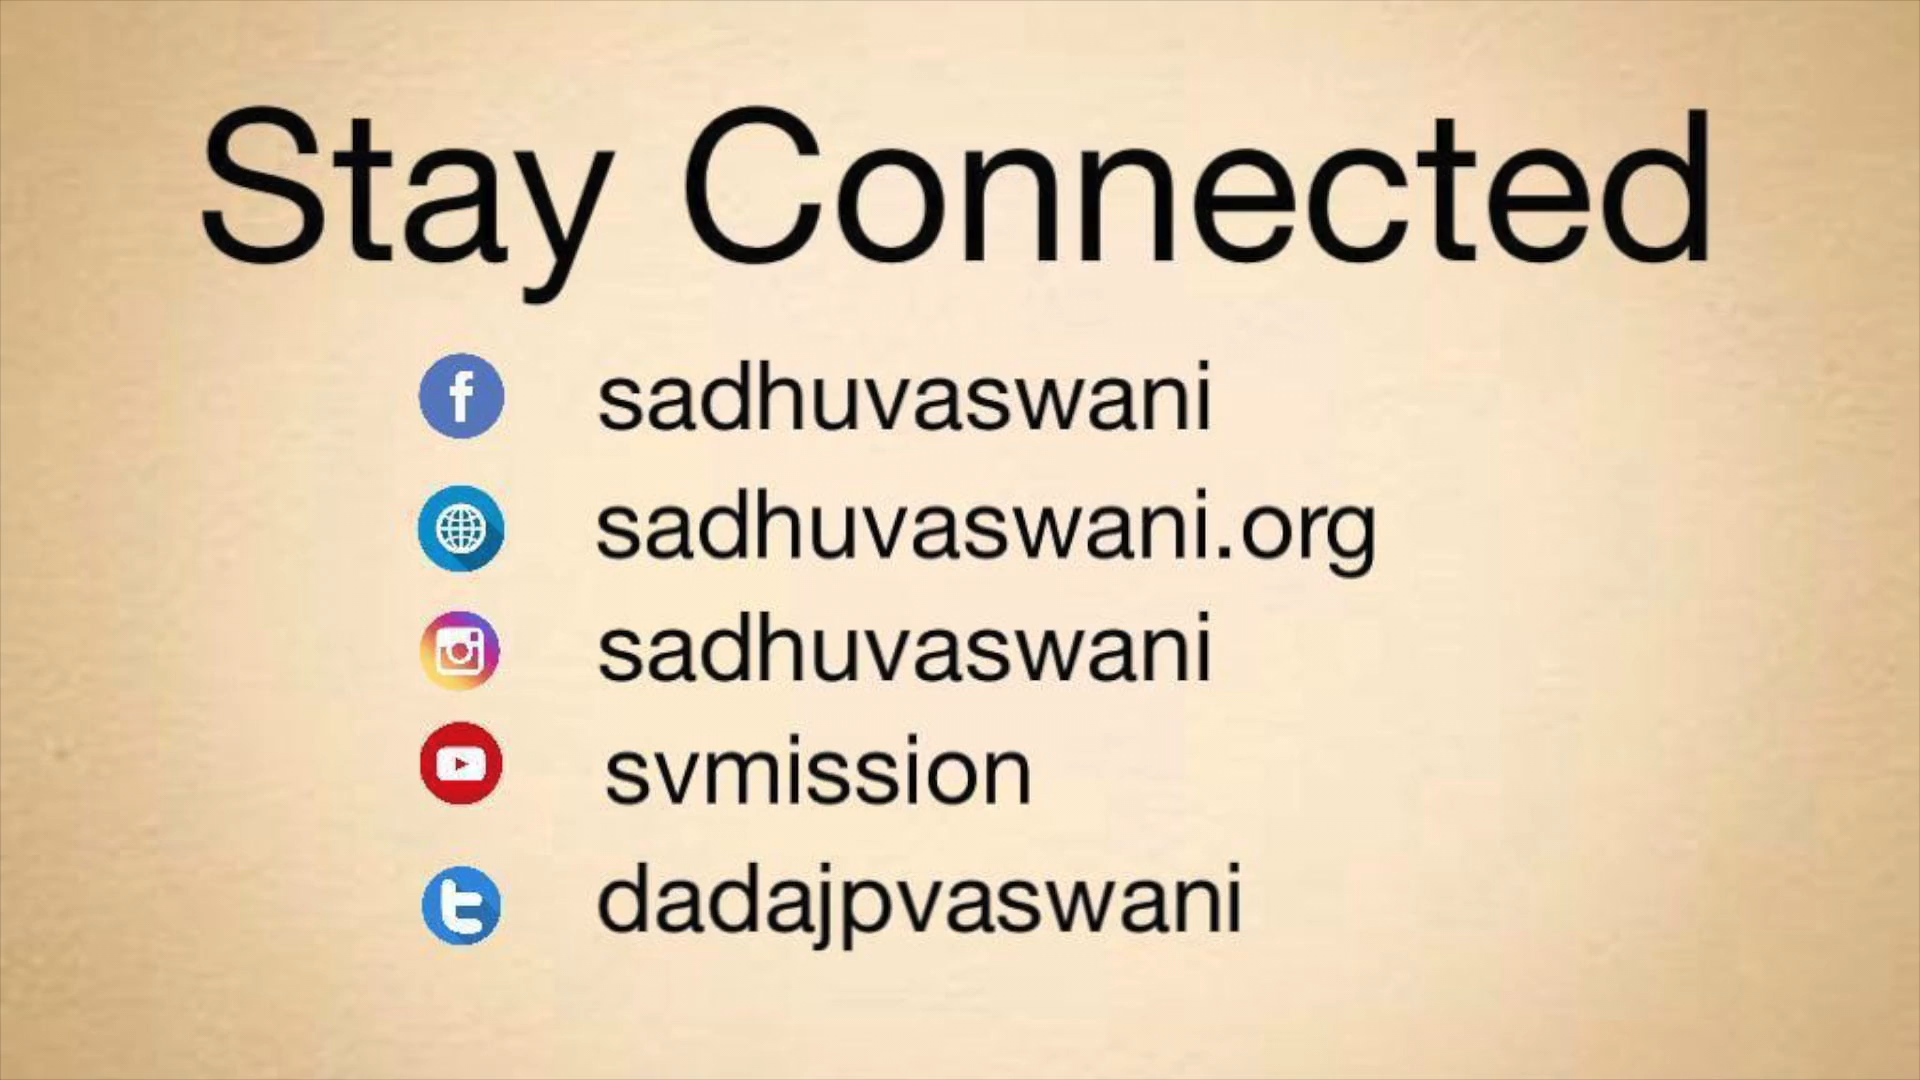 Stay Connected
sadhuvaswani
sadhuvaswani.org
sadhuvaswani
svmission
dadajpvaswani